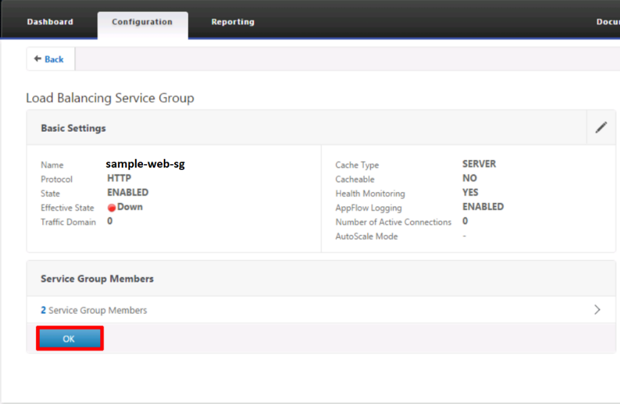 Dashboard Configuration Reporting Docu
Back
Load Balancing Service Group
Basic Settings
Name sample-web-sg
Protocol HTTP
State ENABLED
Effective State Down
Traffic Domain 0
Cache Type SERVER
Cacheable NO
Health Monitoring YES
AppFlow Logging ENABLED
Number of Active Connections 0
AutoScale Mode -
Service Group Members
2 Service Group Members
OK